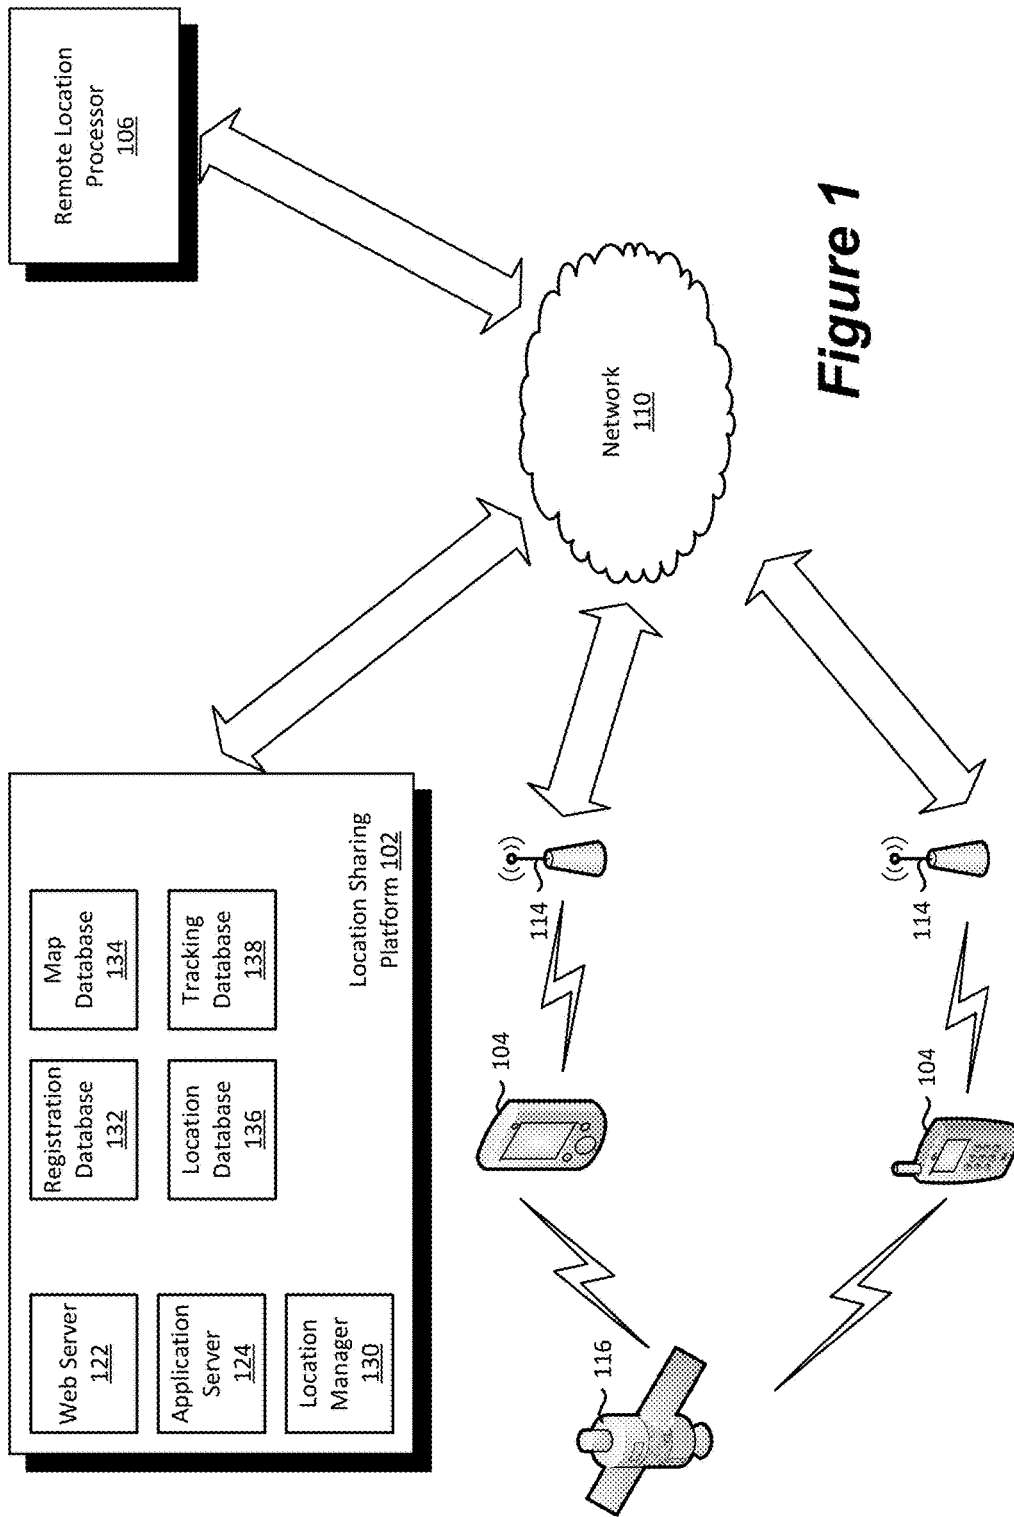 Web Server
122
Application
Server
124
Location
Manager
130
Registration
Database
132
Map
Database
134
Location
Database
136
Tracking
Database
138
Location Sharing
Platform 102
Remote Location
Processor
106
116
104
114
Network
110
104
114
Figure 1